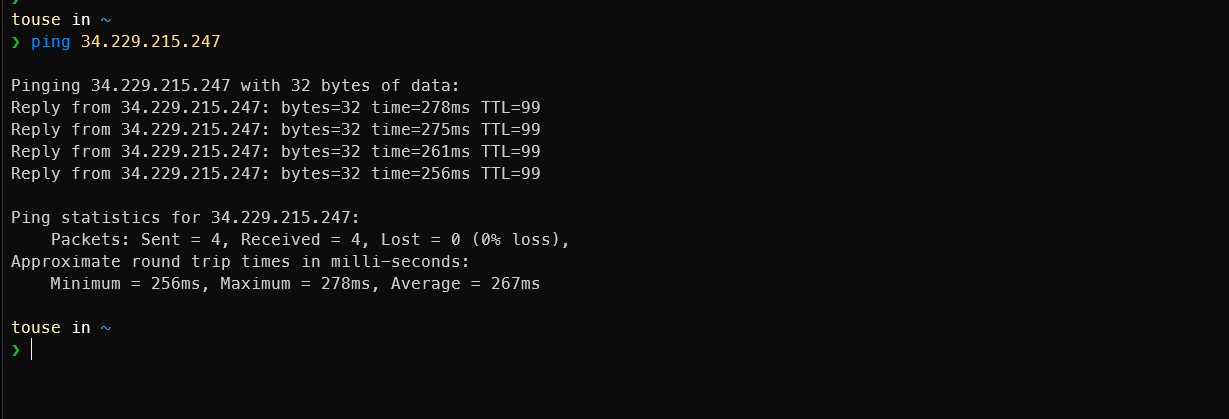 touse in ~
❯ ping 34.229.215.247
Pinging 34.229.215.247 with 32 bytes of data:
Reply from 34.229.215.247: bytes=32 time=278ms TTL=99
Reply from 34.229.215.247: bytes=32 time=275ms TTL=99
Reply from 34.229.215.247: bytes=32 time=261ms TTL=99
Reply from 34.229.215.247: bytes=32 time=256ms TTL=99
Ping statistics for 34.229.215.247:
    Packets: Sent = 4, Received = 4, Lost = 0 (0% loss),
Approximate round trip times in milli-seconds:
    Minimum = 256ms, Maximum = 278ms, Average = 267ms
touse in ~
❯